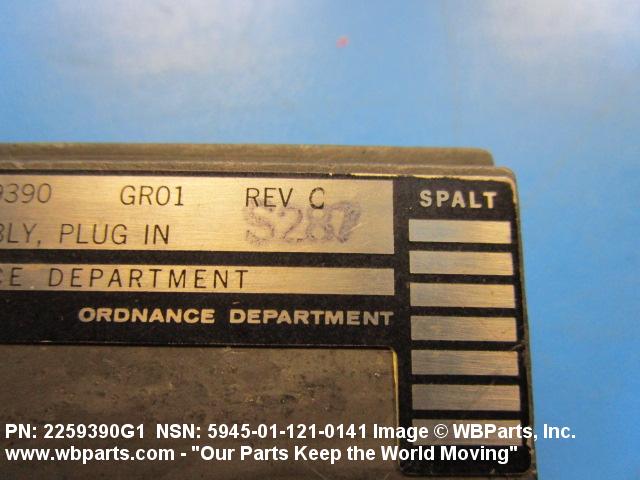 9390 GR01 REV C
SPALT
BLY, PLUG IN S287
CE DEPARTMENT
ORDNANCE DEPARTMENT
PN: 2259390G1 NSN: 5945-01-121-0141 Image © WBParts, Inc.
www.wbparts.com - "Our Parts Keep the World Moving"